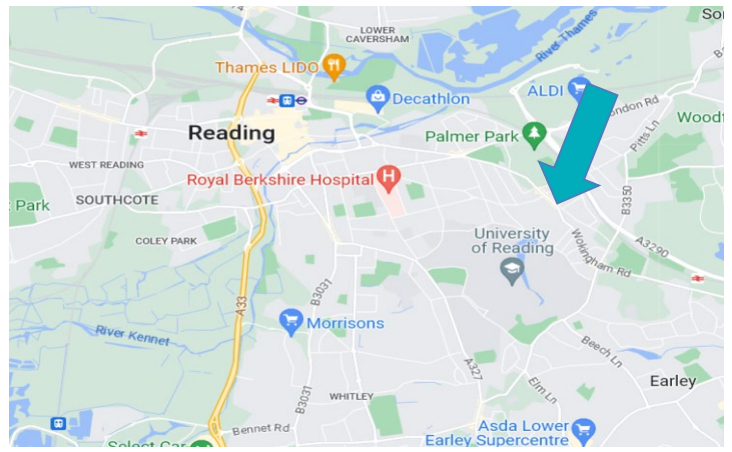 LOWER
CAVERSHAM
River Thames
Thames LIDO
Decathlon
ALDI
London Rd
Reading
Palmer Park
Pitts Ln
WEST READING
Royal Berkshire Hospital
H
SOUTHCOTE
Park
B3350
University
of Reading
COLEY PARK
A3290
Wokingham Rd
B3031
A33
Morrisons
River Kennet
Beech Ln
A327
Elm Ln
Earley
B3031
WHITLEY
Bennet Rd
Asda Lower
Earley Supercentre
Select Car